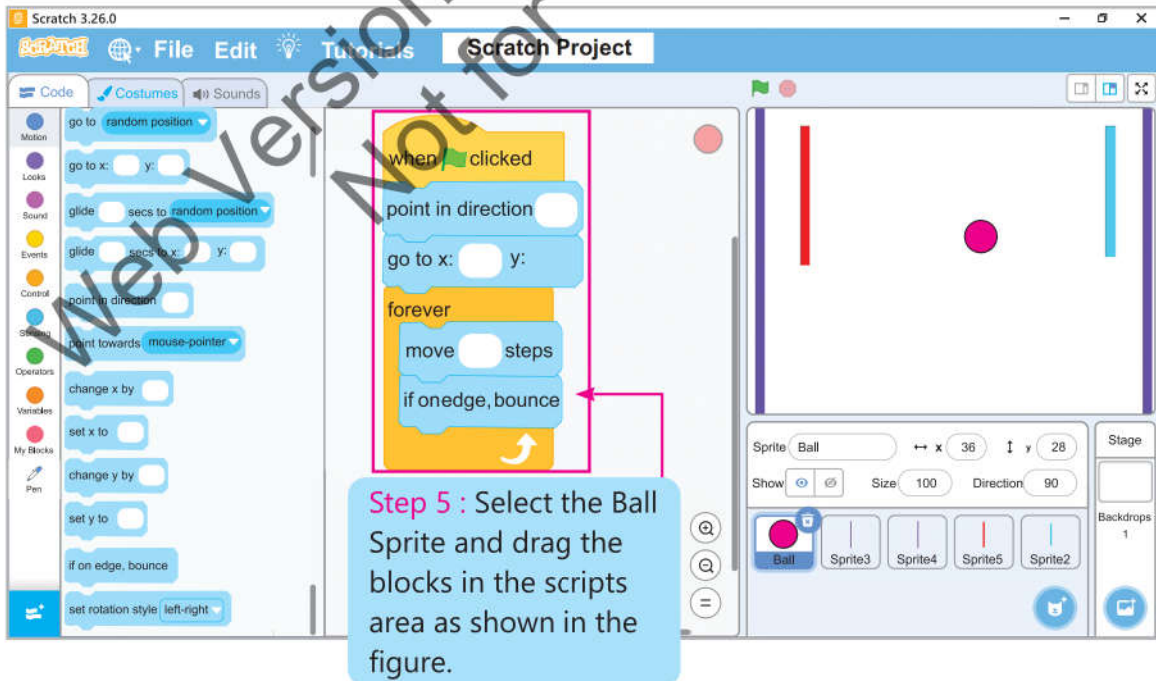 Scratch 3.26.0
SCRATCH File Edit Tutorials Scratch Project
Code Costumes Sounds
Motion
Looks
Sound
Events
Control
Sensing
Operators
Variables
My Blocks
Pen
go to random position
go to x: y:
glide secs to random position
glide secs to x: y:
point in direction
point towards mouse-pointer
change x by
set x to
change y by
set y to
if on edge, bounce
set rotation style left-right
when clicked
point in direction
go to x: y:
forever
move steps
if onedge, bounce
Step 5 : Select the Ball
Sprite and drag the
blocks in the scripts
area as shown in the
figure.
Sprite Ball x 36 y 28
Show Size 100 Direction 90
Ball Sprite3 Sprite4 Sprite5 Sprite2
Stage
Backdrops
1
Web Version
Not for